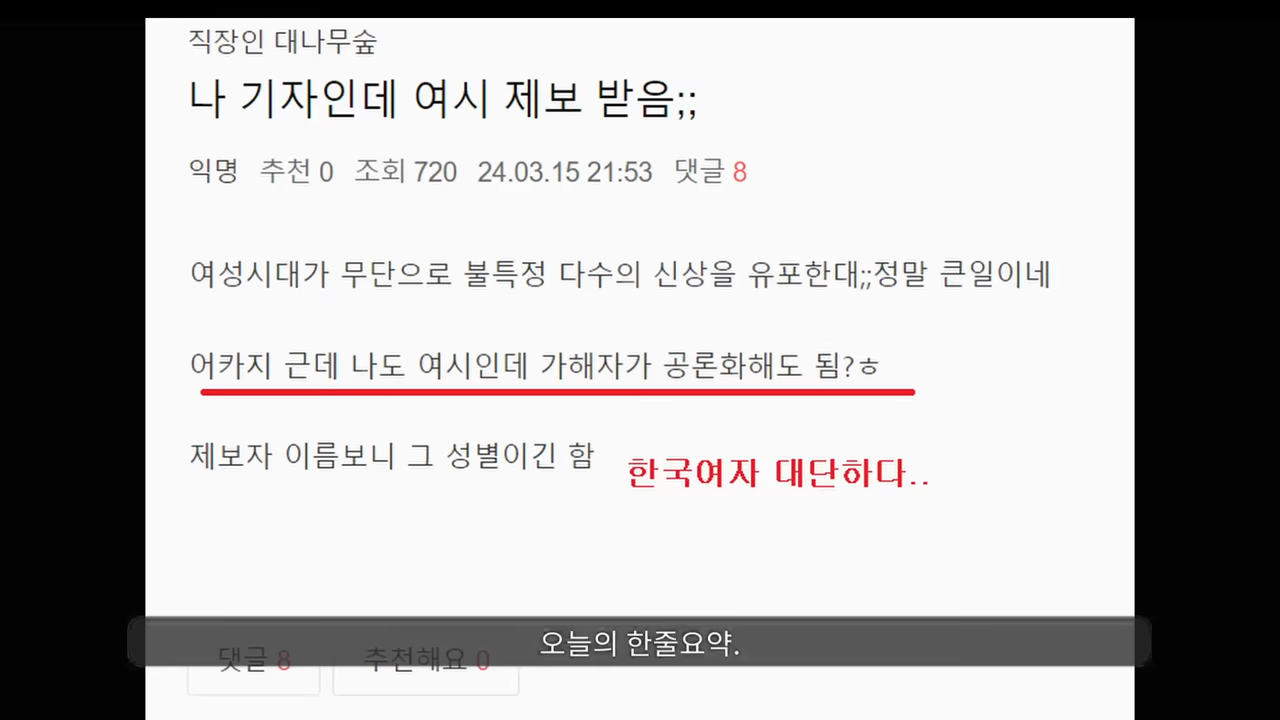 직장인 대나무숲
나 기자인데 여시 제보 받음;;
익명 추천 0 조회 720 24.03.15 21:53 댓글 8
여성시대가 무단으로 불특정 다수의 신상을 유포한대;;정말 큰일이네
어카지 근데 나도 여시인데 가해자가 공론화해도 됨?ㅎ
제보자 이름보니 그 성별이긴 함
한국여자 대단하다..
오늘의 한줄요약.
댓글 8 추천해요 0